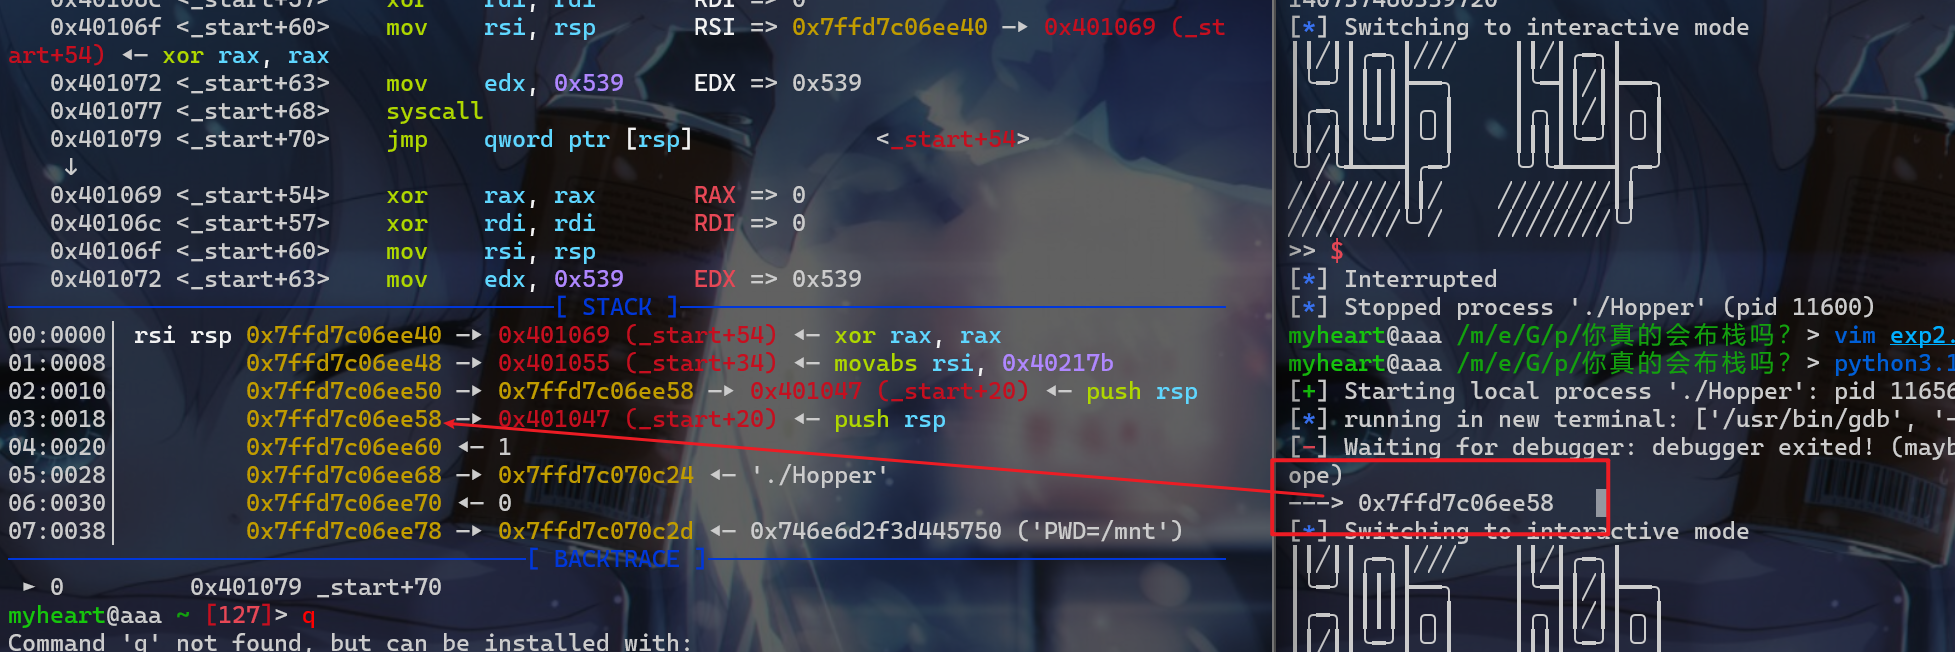 0x40106c <_start+57> xor rdi, rdi RDI => 0
0x40106f <_start+60> mov rsi, rsp RSI => 0x7ffd7c06ee40 —▸ 0x401069 (_st
art+54) ◂— xor rax, rax
0x401072 <_start+63> mov edx, 0x539 EDX => 0x539
0x401077 <_start+68> syscall
0x401079 <_start+70> jmp qword ptr [rsp] <_start+54>
↓
0x401069 <_start+54> xor rax, rax RAX => 0
0x40106c <_start+57> xor rdi, rdi RDI => 0
0x40106f <_start+60> mov rsi, rsp
0x401072 <_start+63> mov edx, 0x539 EDX => 0x539
[ STACK ]
00:0000│ rsi rsp 0x7ffd7c06ee40 —▸ 0x401069 (_start+54) ◂— xor rax, rax
01:0008│ 0x7ffd7c06ee48 —▸ 0x401055 (_start+34) ◂— movabs rsi, 0x40217b
02:0010│ 0x7ffd7c06ee50 —▸ 0x7ffd7c06ee58 —▸ 0x401047 (_start+20) ◂— push rsp
03:0018│ 0x7ffd7c06ee58 —▸ 0x401047 (_start+20) ◂— push rsp
04:0020│ 0x7ffd7c06ee60 ◂— 1
05:0028│ 0x7ffd7c06ee68 —▸ 0x7ffd7c070c24 ◂— './Hopper'
06:0030│ 0x7ffd7c06ee70 ◂— 0
07:0038│ 0x7ffd7c06ee78 —▸ 0x7ffd7c070c2d ◂— 0x746e6d2f3d445750 ('PWD=/mnt')
[ BACKTRACE ]
► 0 0x401079 _start+70
myheart@aaa ~ [127]> q
Command 'q' not found, but can be installed with:
140737480359720
[*] Switching to interactive mode
>> $
[*] Interrupted
[*] Stopped process './Hopper' (pid 11600)
myheart@aaa /m/e/G/p/你真的会布栈吗? > vim exp2.
myheart@aaa /m/e/G/p/你真的会布栈吗? > python3.1
[+] Starting local process './Hopper': pid 11656
[*] running in new terminal: ['/usr/bin/gdb', '-
[-] Waiting for debugger: debugger exited! (mayb
ope)
---> 0x7ffd7c06ee58
[*] Switching to interactive mode